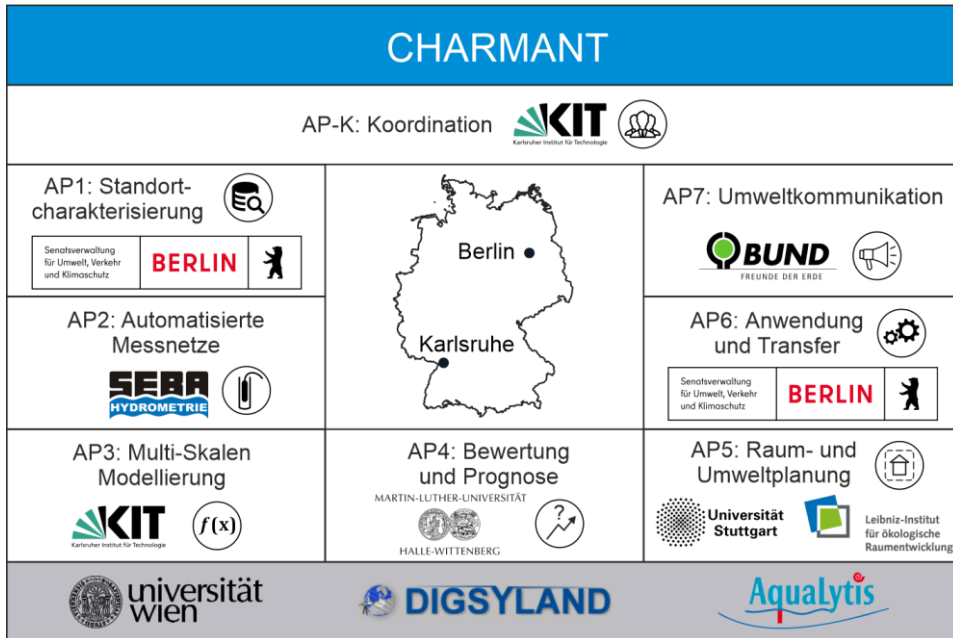 CHARMANT
AP-K: Koordination
KIT
Karlsruher Institut für Technologie
AP1: Standort-
charakterisierung
Senatsverwaltung
für Umwelt, Verkehr
und Klimaschutz
BERLIN
AP2: Automatisierte
Messnetze
SEBA
HYDROMETRIE
AP3: Multi-Skalen
Modellierung
KIT
Karlsruher Institut für Technologie
f(x)
Berlin
Karlsruhe
AP4: Bewertung
und Prognose
MARTIN-LUTHER-UNIVERSITÄT
HALLE-WITTENBERG
?
AP7: Umweltkommunikation
BUND
FREUNDE DER ERDE
AP6: Anwendung
und Transfer
Senatsverwaltung
für Umwelt, Verkehr
und Klimaschutz
BERLIN
AP5: Raum- und
Umweltplanung
Universität
Stuttgart
Leibniz-Institut
für ökologische
Raumentwicklung
universität
wien
DIGSYLAND
Aqualytis